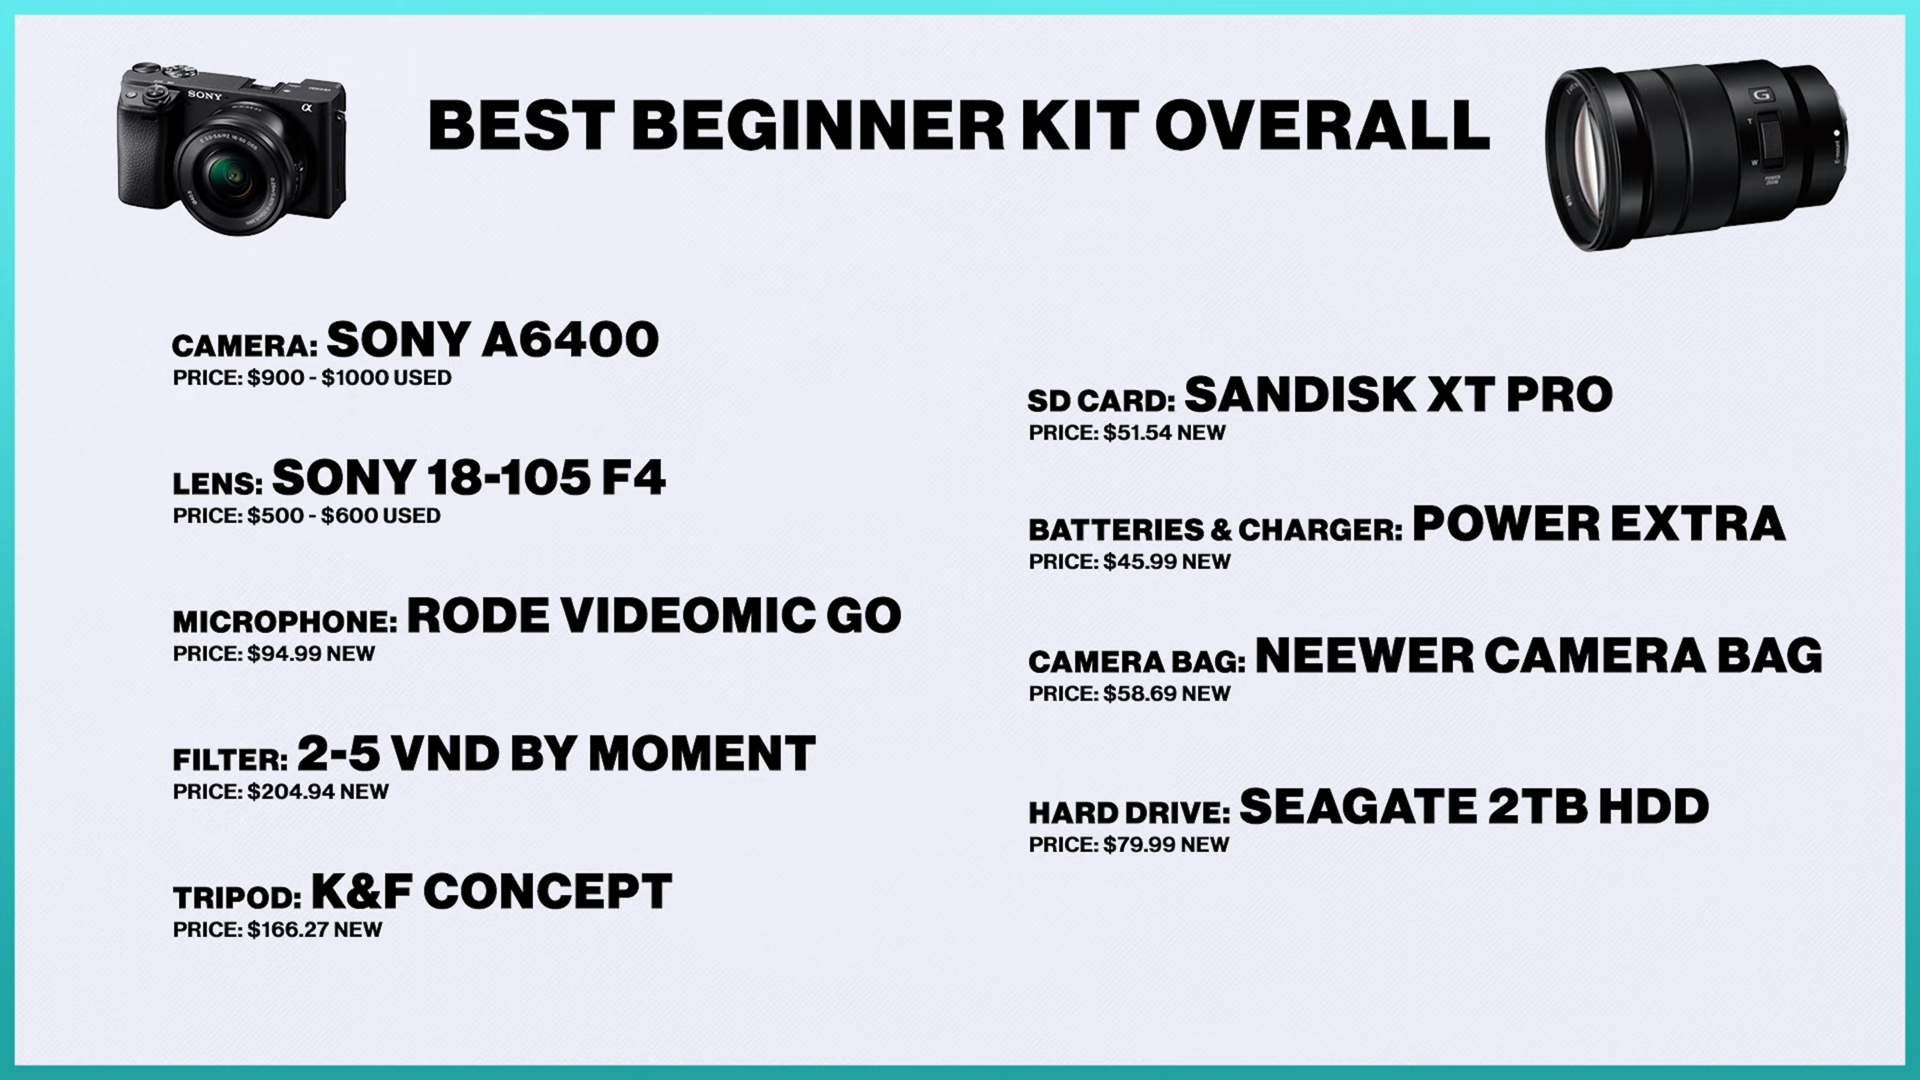 SONY
α
G
T
W
POWER
ZOOM
BEST BEGINNER KIT OVERALL
CAMERA: SONY A6400
PRICE: $900 - $1000 USED
LENS: SONY 18-105 F4
PRICE: $500 - $600 USED
MICROPHONE: RODE VIDEOMIC GO
PRICE: $94.99 NEW
FILTER: 2-5 VND BY MOMENT
PRICE: $204.94 NEW
TRIPOD: K&F CONCEPT
PRICE: $166.27 NEW
SD CARD: SANDISK XT PRO
PRICE: $51.54 NEW
BATTERIES & CHARGER: POWER EXTRA
PRICE: $45.99 NEW
CAMERA BAG: NEEWER CAMERA BAG
PRICE: $58.69 NEW
HARD DRIVE: SEAGATE 2TB HDD
PRICE: $79.99 NEW